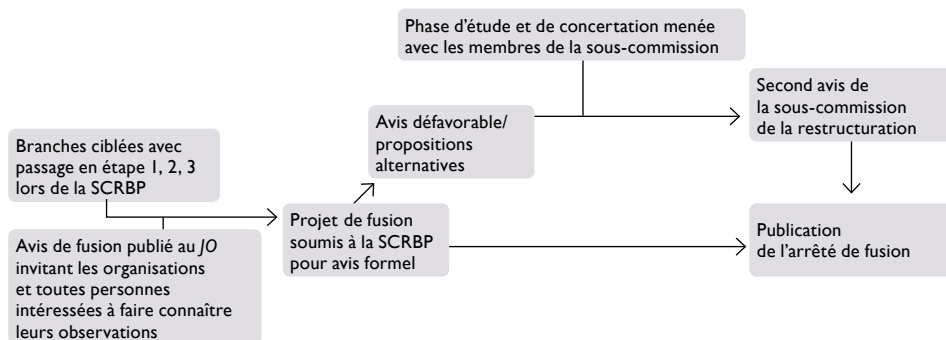 Phase d'étude et de concertation menée
avec les membres de la sous-commission
Second avis de
la sous-commission
de la restructuration
Avis défavorable/
propositions
alternatives
Branches ciblées avec
passage en étape 1, 2, 3
lors de la SCRBP
Projet de fusion
soumis à la SCRBP
pour avis formel
Publication
de l'arrêté de fusion
Avis de fusion publié au JO
invitant les organisations
et toutes personnes
intéressées à faire connaître
leurs observations